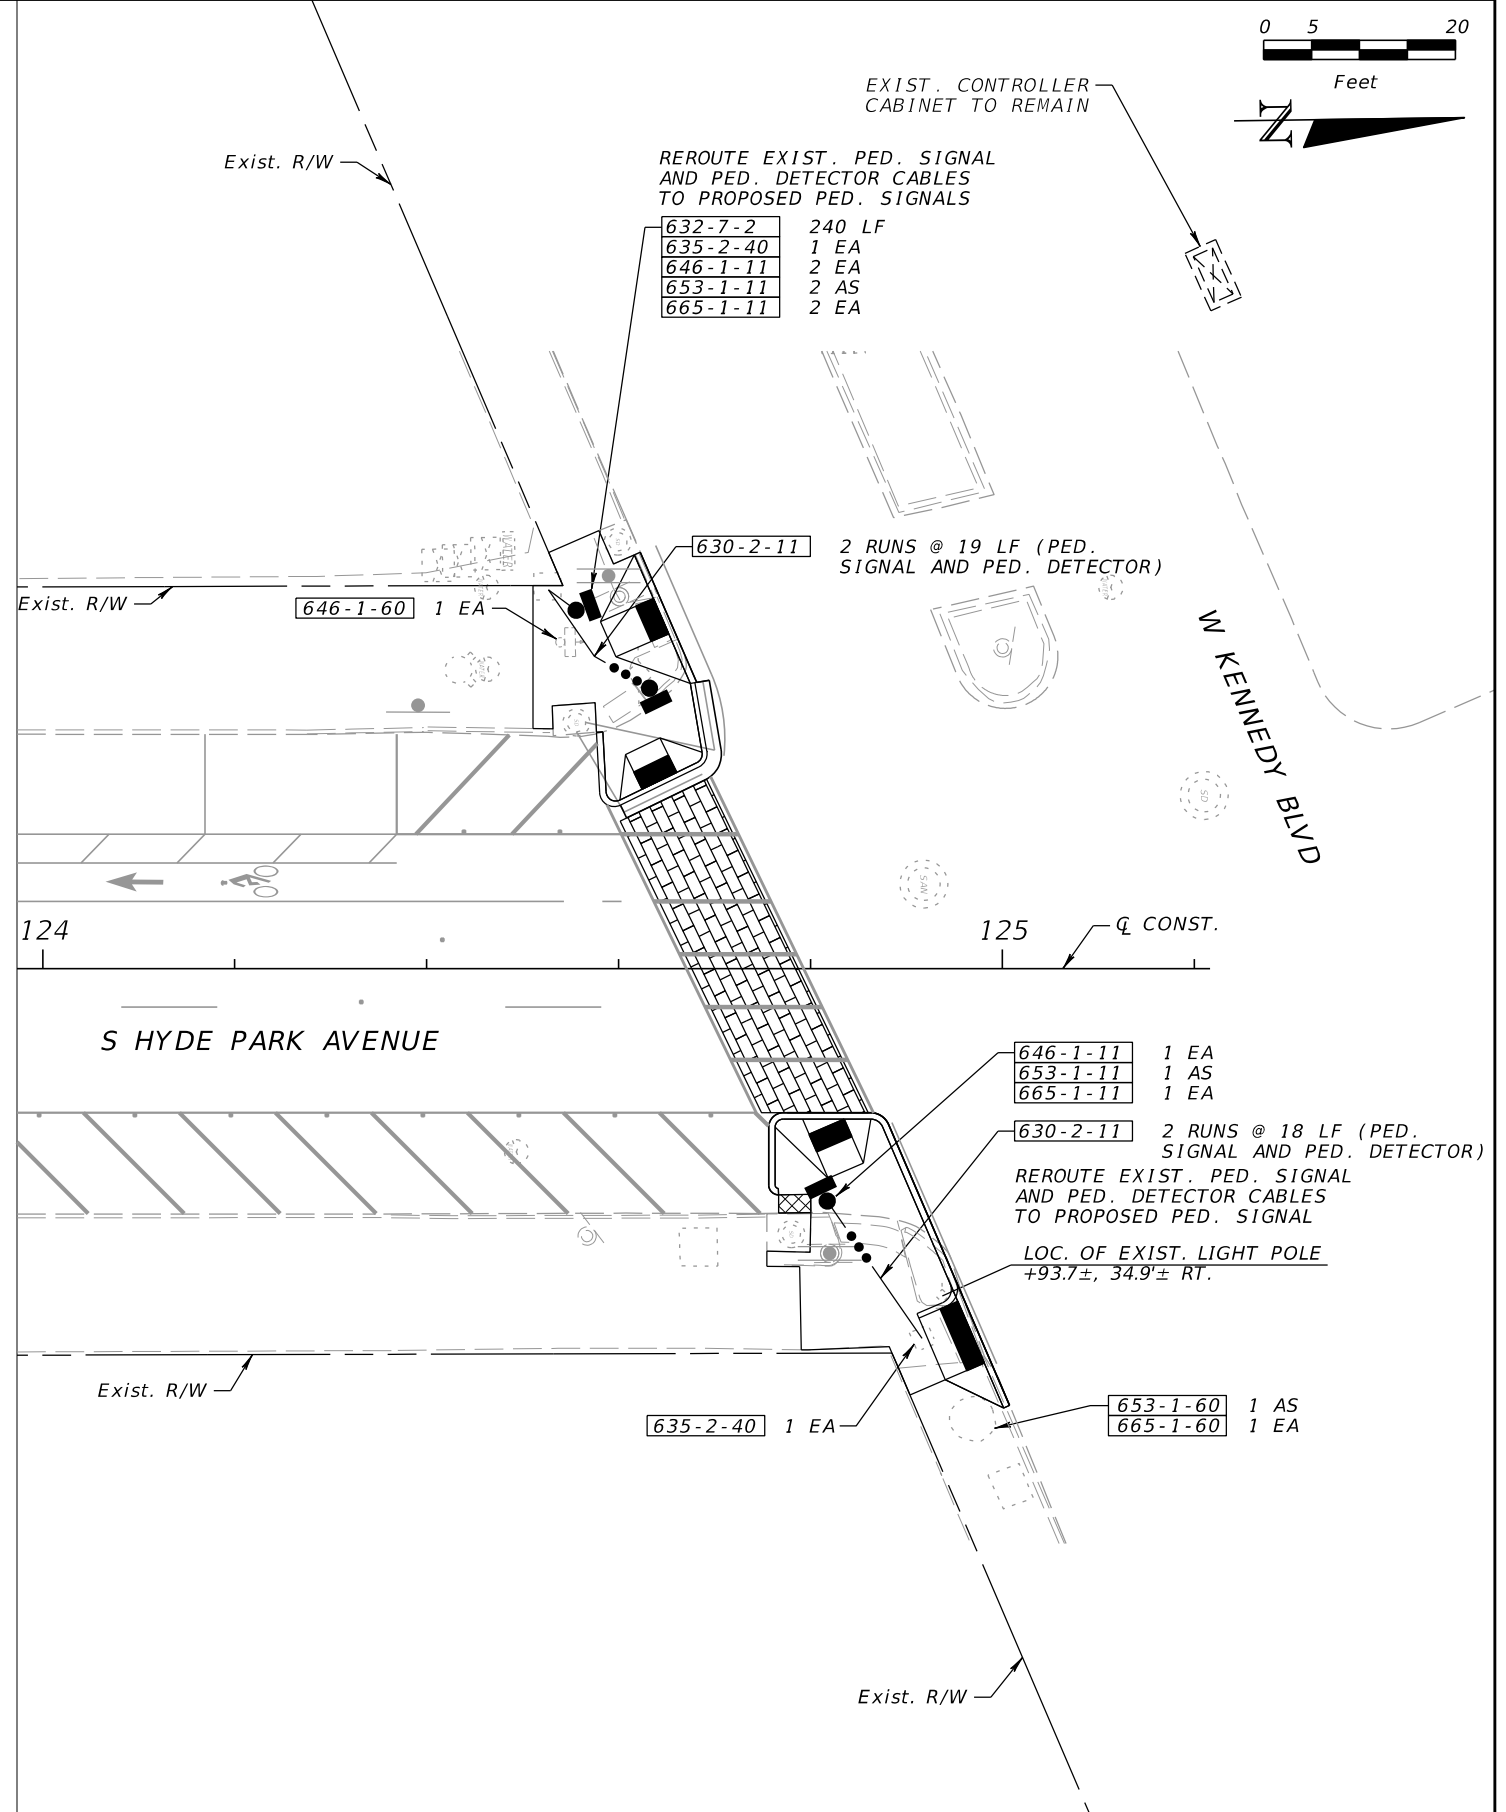 0 5 20
Feet
N
EXIST. CONTROLLER
CABINET TO REMAIN
Exist. R/W
REROUTE EXIST. PED. SIGNAL
AND PED. DETECTOR CABLES
TO PROPOSED PED. SIGNALS
632-7-2 240 LF
635-2-40 1 EA
646-1-11 2 EA
653-1-11 2 AS
665-1-11 2 EA
WATER
630-2-11 2 RUNS @ 19 LF (PED.
SIGNAL AND PED. DETECTOR)
Exist. R/W
646-1-60 1 EA
W KENNEDY BLVD
SD
SAN
124
125
CL CONST.
S HYDE PARK AVENUE
646-1-11 1 EA
653-1-11 1 AS
665-1-11 1 EA
630-2-11 2 RUNS @ 18 LF (PED.
SIGNAL AND PED. DETECTOR)
REROUTE EXIST. PED. SIGNAL
AND PED. DETECTOR CABLES
TO PROPOSED PED. SIGNAL
LOC. OF EXIST. LIGHT POLE
+93.7±, 34.9'± RT.
Exist. R/W
635-2-40 1 EA
653-1-60 1 AS
665-1-60 1 EA
Exist. R/W